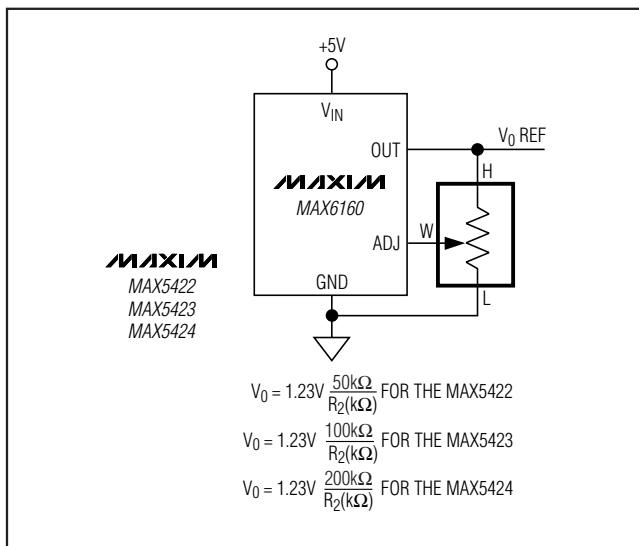 +5V
VIN
OUT
V0 REF
H
MAXIM
MAX6160
W
ADJ
MAXIM
MAX5422
MAX5423
MAX5424
GND
L
V0 = 1.23V 50kΩ/R2(kΩ) FOR THE MAX5422
V0 = 1.23V 100kΩ/R2(kΩ) FOR THE MAX5423
V0 = 1.23V 200kΩ/R2(kΩ) FOR THE MAX5424